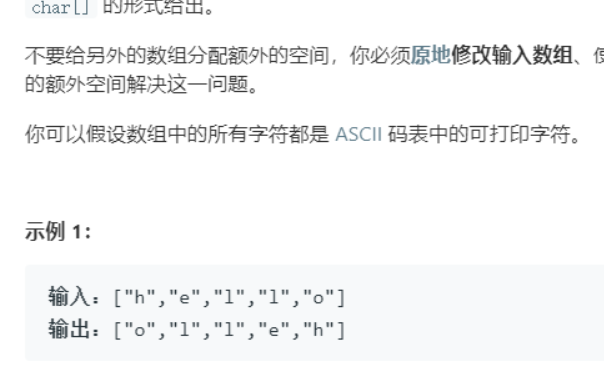 char[] 的形式给出。
不要给另外的数组分配额外的空间，你必须原地修改输入数组、
的额外空间解决这一问题。
你可以假设数组中的所有字符都是 ASCII 码表中的可打印字符。
示例 1：
输入：["h","e","l","l","o"]
输出：["o","l","l","e","h"]